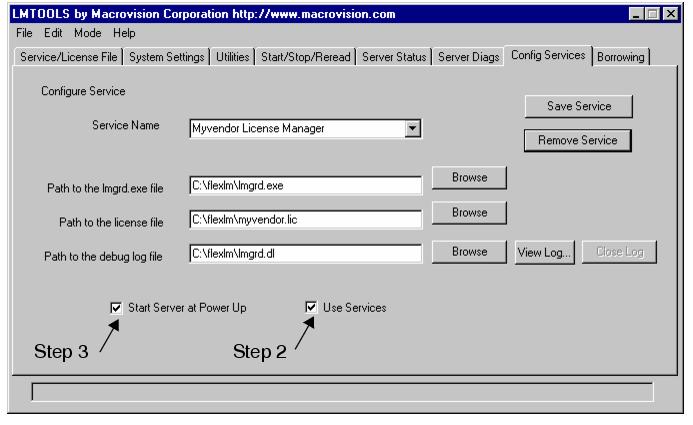 LMTOOLS by Macrovision Corporation http://www.macrovision.com
File Edit Mode Help
Service/License File System Settings Utilities Start/Stop/Reread Server Status Server Diags Config Services Borrowing
Configure Service
Save Service
Service Name Myvendor License Manager
Remove Service
Path to the lmgrd.exe file C:\flexlm\lmgrd.exe Browse
Path to the license file C:\flexlm\myvendor.lic Browse
Path to the debug log file C:\flexlm\lmgrd.dl Browse View Log... Close Log
Start Server at Power Up Use Services
Step 3 Step 2